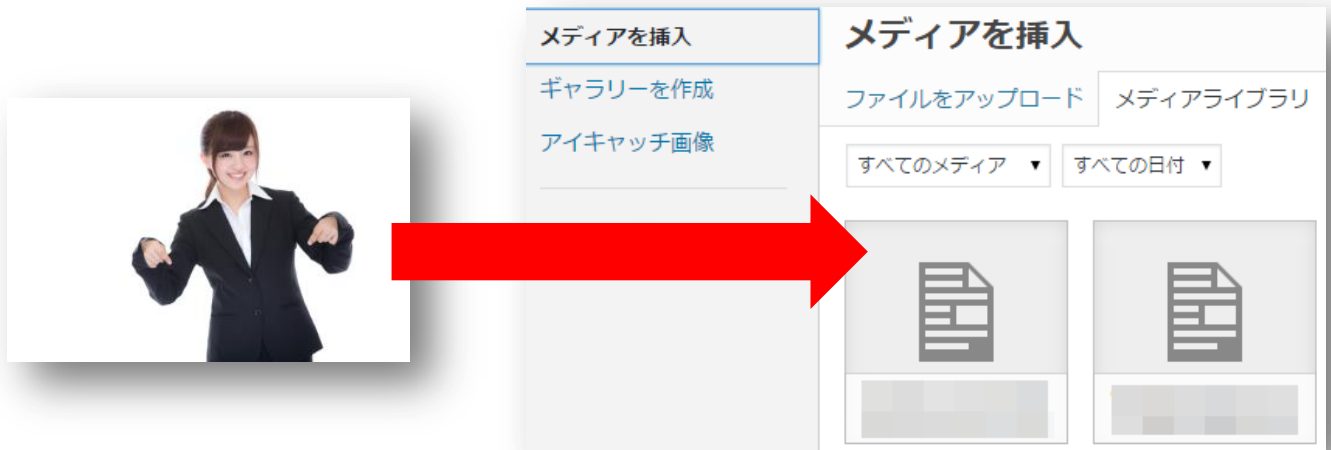 メディアを挿入
ギャラリーを作成
アイキャッチ画像
メディアを挿入
ファイルをアップロード メディアライブラリ
すべてのメディア ▼ すべての日付 ▼